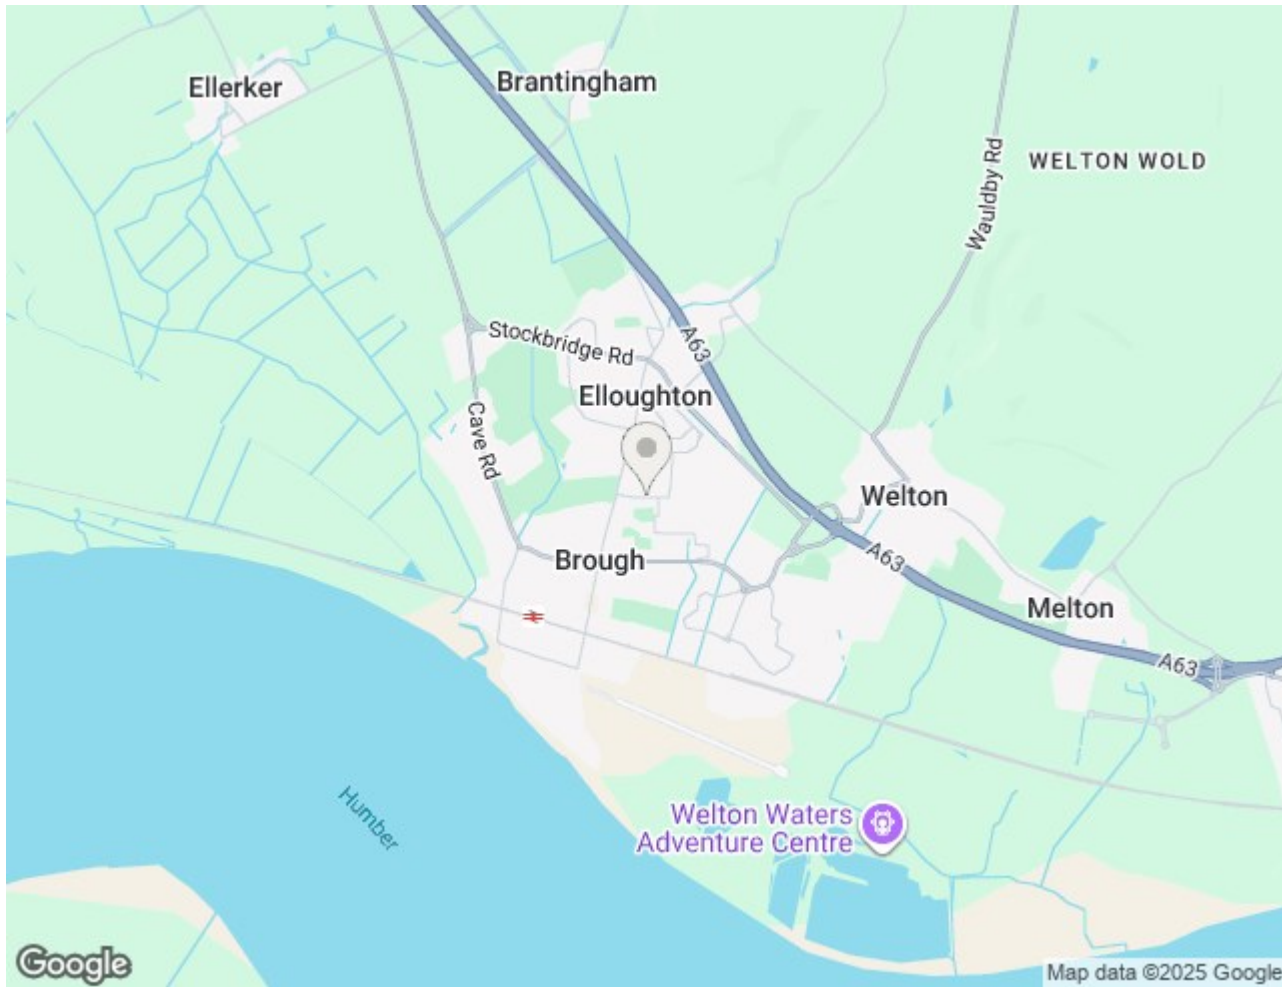 Brantingham
Ellerker
WELTON WOLD
Wauldby Rd
Stockbridge Rd
A63
Elloughton
Cave Rd
Welton
Brough
A63
Melton
A63
Humber
Welton Waters
Adventure Centre
Google
Map data ©2025 Google